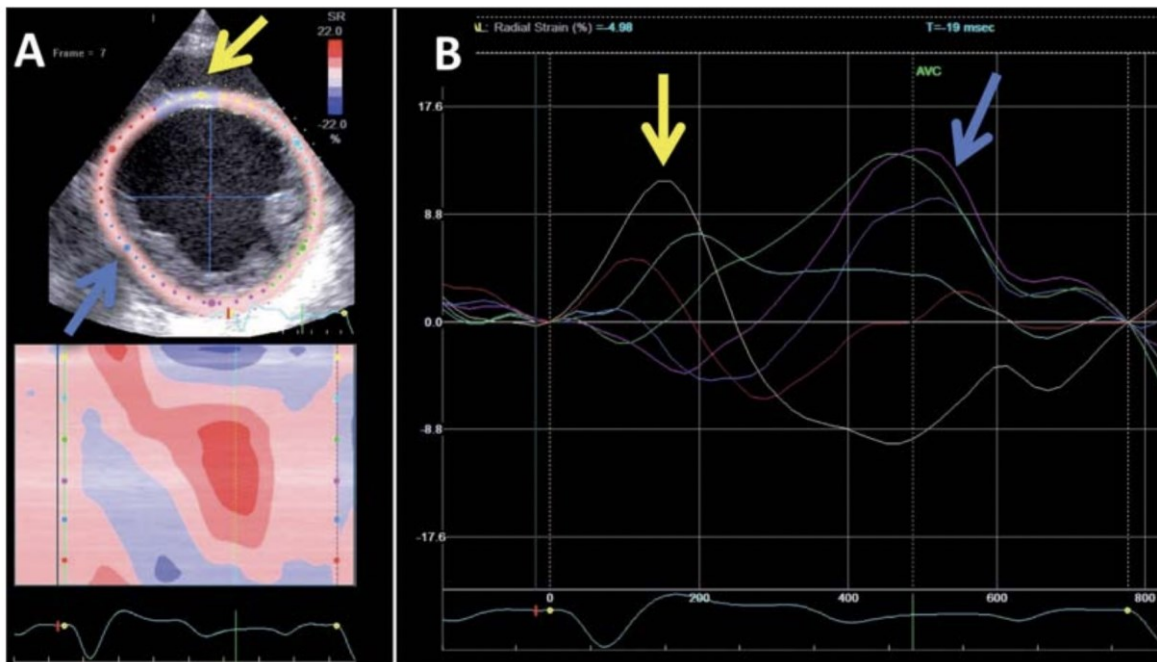 A
Frame = 7
SR
22.0
-22.0
%
B
L: Radial Strain (%) =-4.98
T=-19 msec
AVC
17.6
8.8
0.0
-8.8
-17.6
0
200
400
600
800